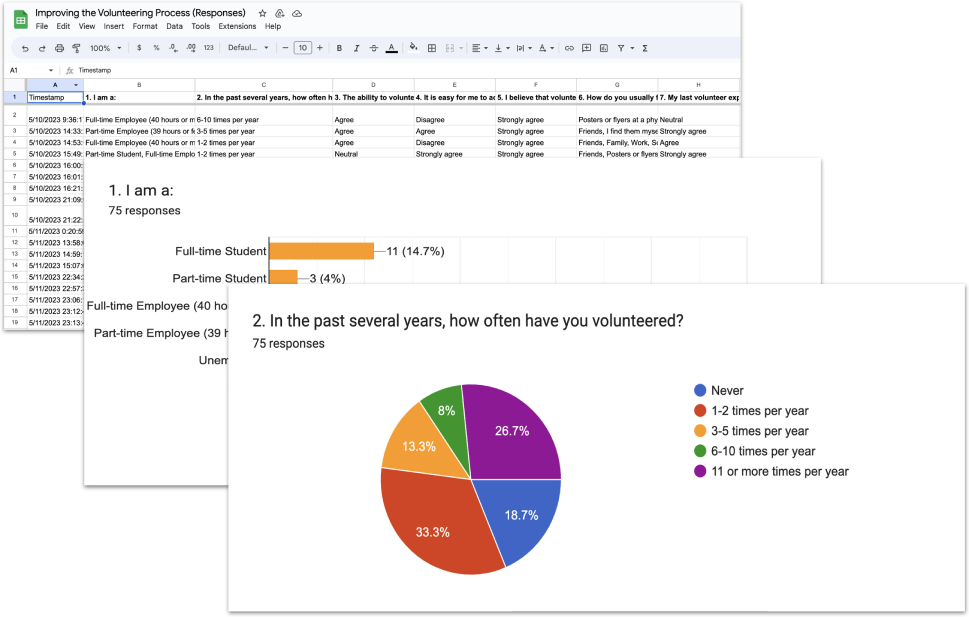 Improving the Volunteering Process (Responses)
File Edit View Insert Format Data Tools Extensions Help
100% $ % .0 .00 123 Defaul... − 10 + B I A
A1 fx Timestamp
A B C D E F G H
1 Timestamp 1. I am a: 2. In the past several years, how often h 3. The ability to volunte 4. It is easy for me to ac 5. I believe that volunte 6. How do you usually f 7. My last volunteer exp
2 5/10/2023 9:36:1 Full-time Employee (40 hours or m 6-10 times per year Agree Disagree Strongly agree Posters or flyers at a phy Neutral
3 5/10/2023 14:33: Part-time Employee (39 hours or fe 3-5 times per year Agree Agree Strongly agree Friends, I find them myse Strongly agree
4 5/10/2023 14:53: Full-time Employee (40 hours or m 1-2 times per year Agree Disagree Strongly agree Friends, Family, Work, Sc Agree
5 5/10/2023 15:49: Part-time Student, Full-time Emplo 1-2 times per year Neutral Strongly agree Strongly agree Friends, Posters or flyers Strongly agree
6 5/10/2023 16:00:
7 5/10/2023 16:01:
8 5/10/2023 16:21:
9 5/10/2023 21:09:
10 5/10/2023 21:22:
11 5/11/2023 0:20:5
12 5/11/2023 13:58:
13 5/11/2023 14:59:
14 5/11/2023 15:07:
15 5/11/2023 22:34:
16 5/11/2023 22:57:
17 5/11/2023 23:06:
18 5/11/2023 23:12:
19 5/11/2023 23:13:
1. I am a:
75 responses
Full-time Student 11 (14.7%)
Part-time Student 3 (4%)
Full-time Employee (40 ho
Part-time Employee (39 h
Unem
2. In the past several years, how often have you volunteered?
75 responses
8%
26.7%
13.3%
33.3%
18.7%
Never
1-2 times per year
3-5 times per year
6-10 times per year
11 or more times per year